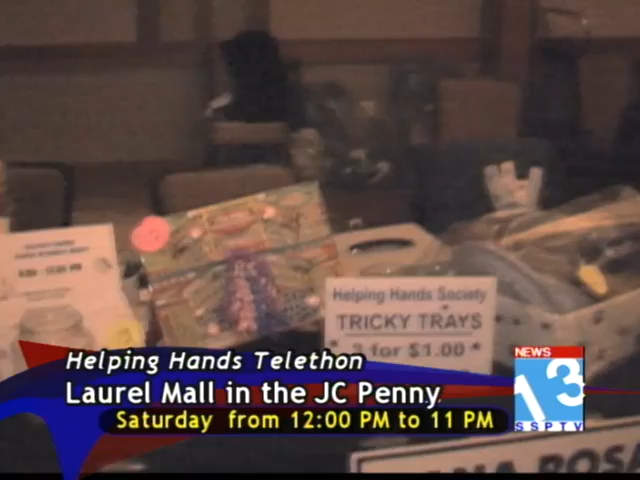 Helping Hands Society
TRICKY TRAYS
* 3 for $1.00 *
Helping Hands Telethon
Laurel Mall in the JC Penny
Saturday from 12:00 PM to 11 PM
NEWS
13
SSPTV